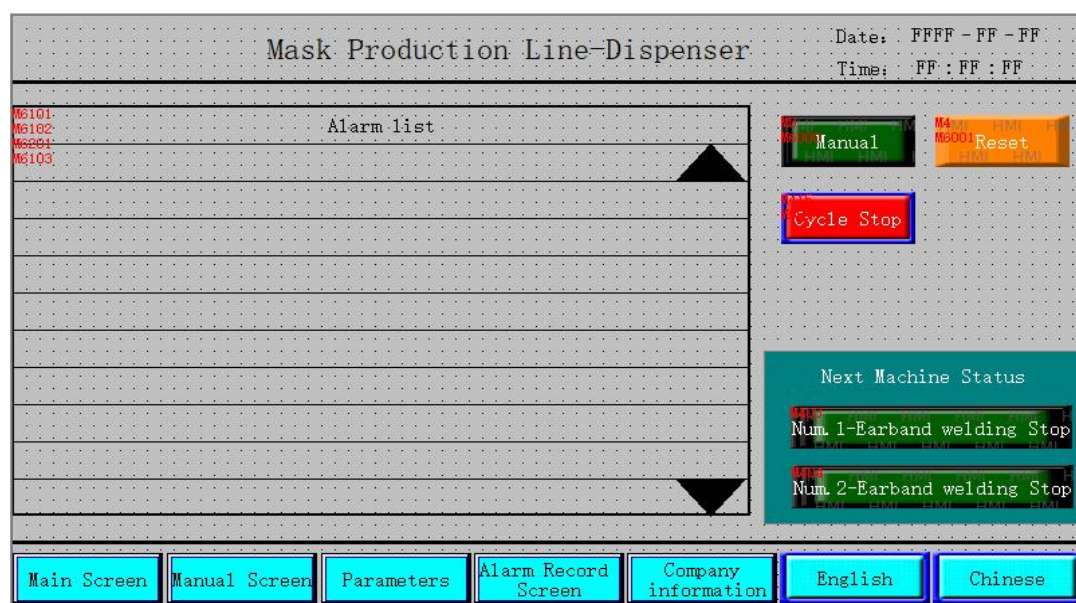 Mask Production Line-Dispenser
Date: FFFF-FF-FF
Time: FF:FF:FF
M6101
M6102
M6201
M6103
Alarm list
Manual
M4
M6001
Reset
Cycle Stop
Next Machine Status
Num.1-Earband welding Stop
Num.2-Earband welding Stop
Main Screen
Manual Screen
Parameters
Alarm Record
Screen
Company
information
English
Chinese